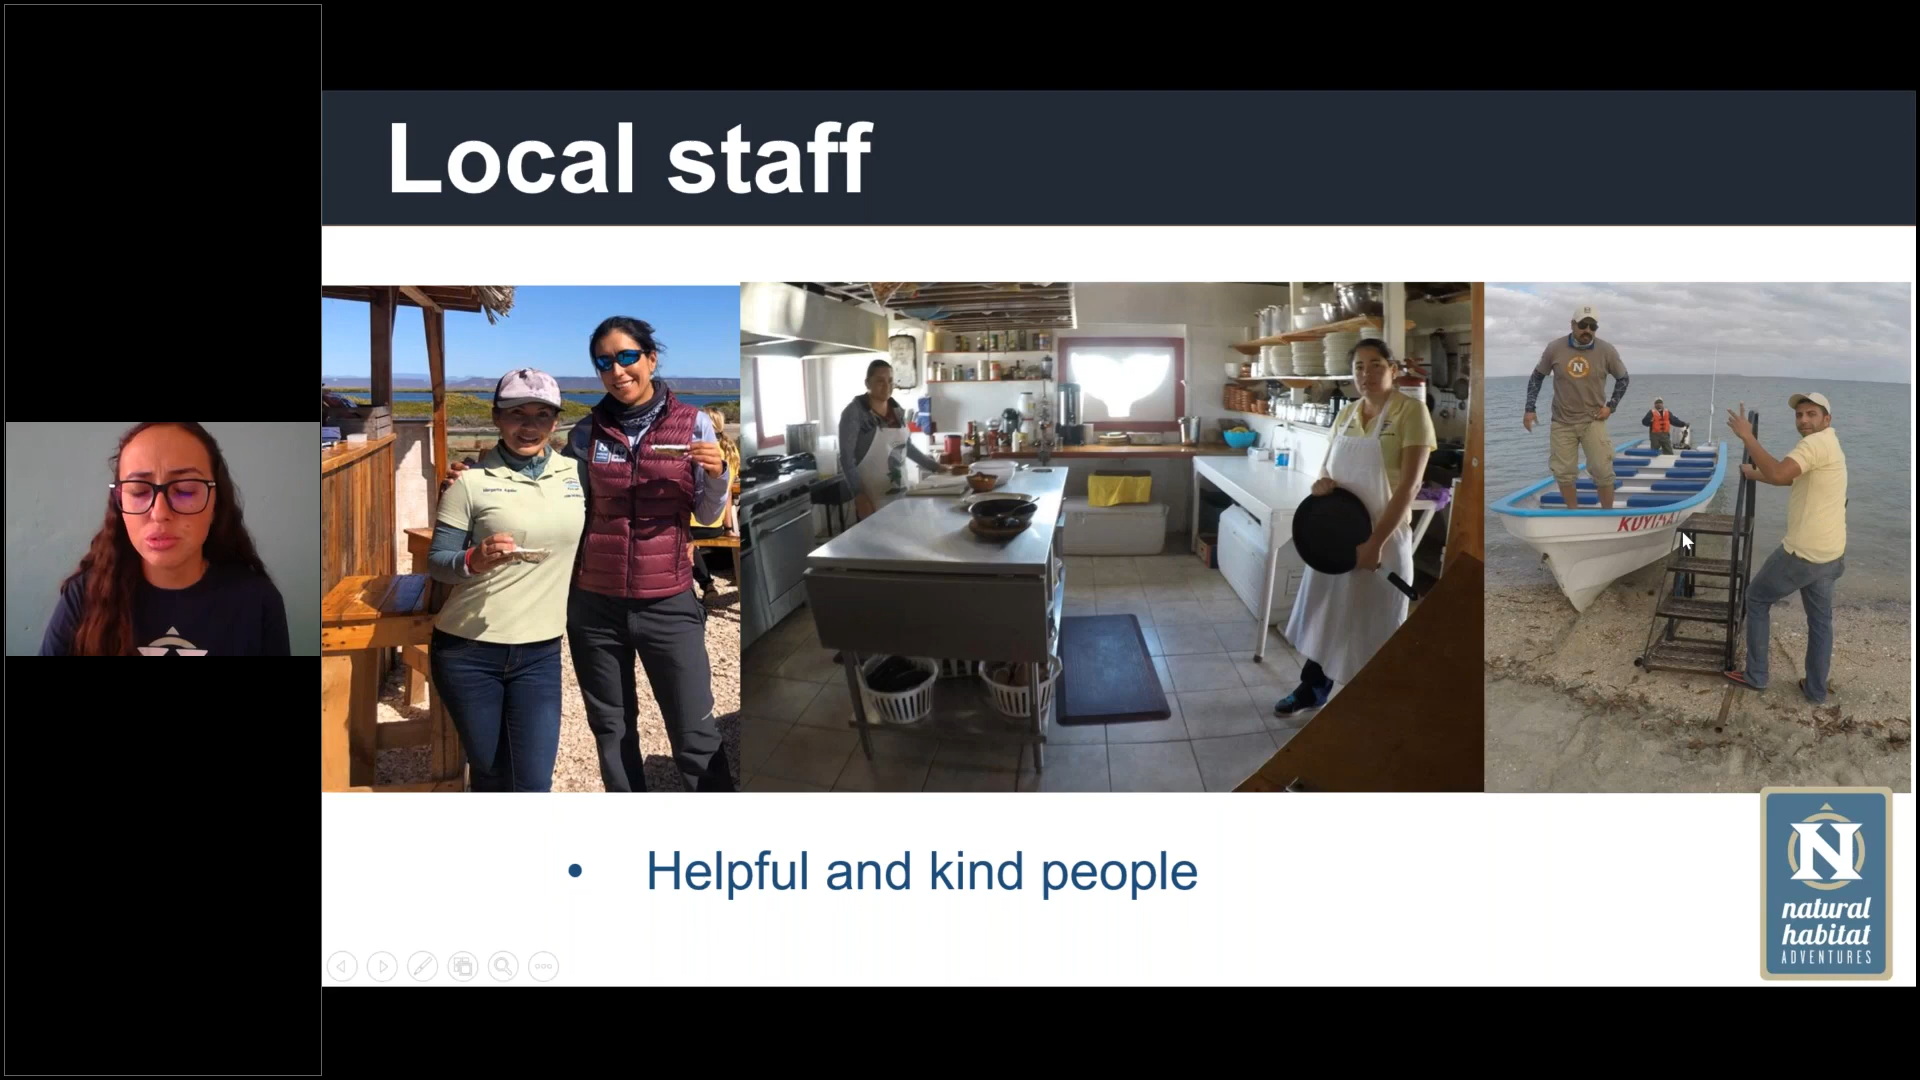 Local staff
KUYIMA
• Helpful and kind people
N
natural
habitat
ADVENTURES